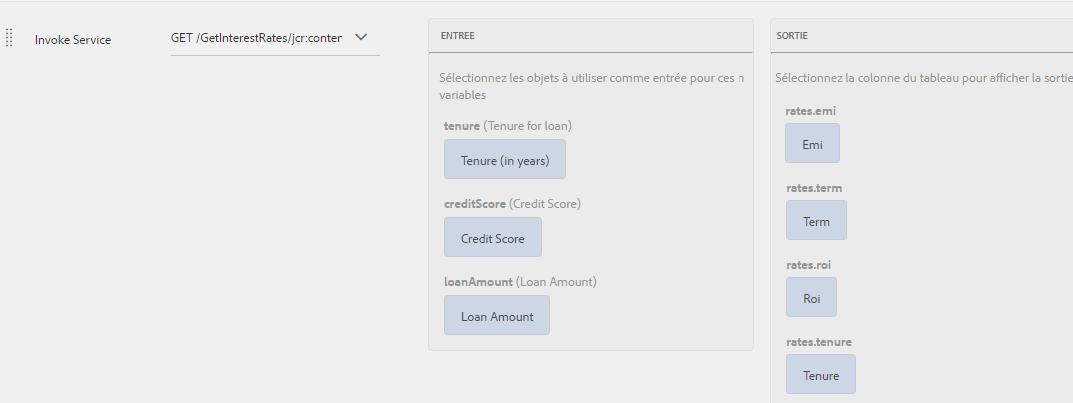 Invoke Service
GET /GetInterestRates/jcr:conter
ENTREE
Sélectionnez les objets à utiliser comme entrée pour ces n
variables
tenure (Tenure for loan)
Tenure (in years)
creditScore (Credit Score)
Credit Score
loanAmount (Loan Amount)
Loan Amount
SORTIE
Sélectionnez la colonne du tableau pour afficher la sortie
rates.emi
Emi
rates.term
Term
rates.roi
Roi
rates.tenure
Tenure